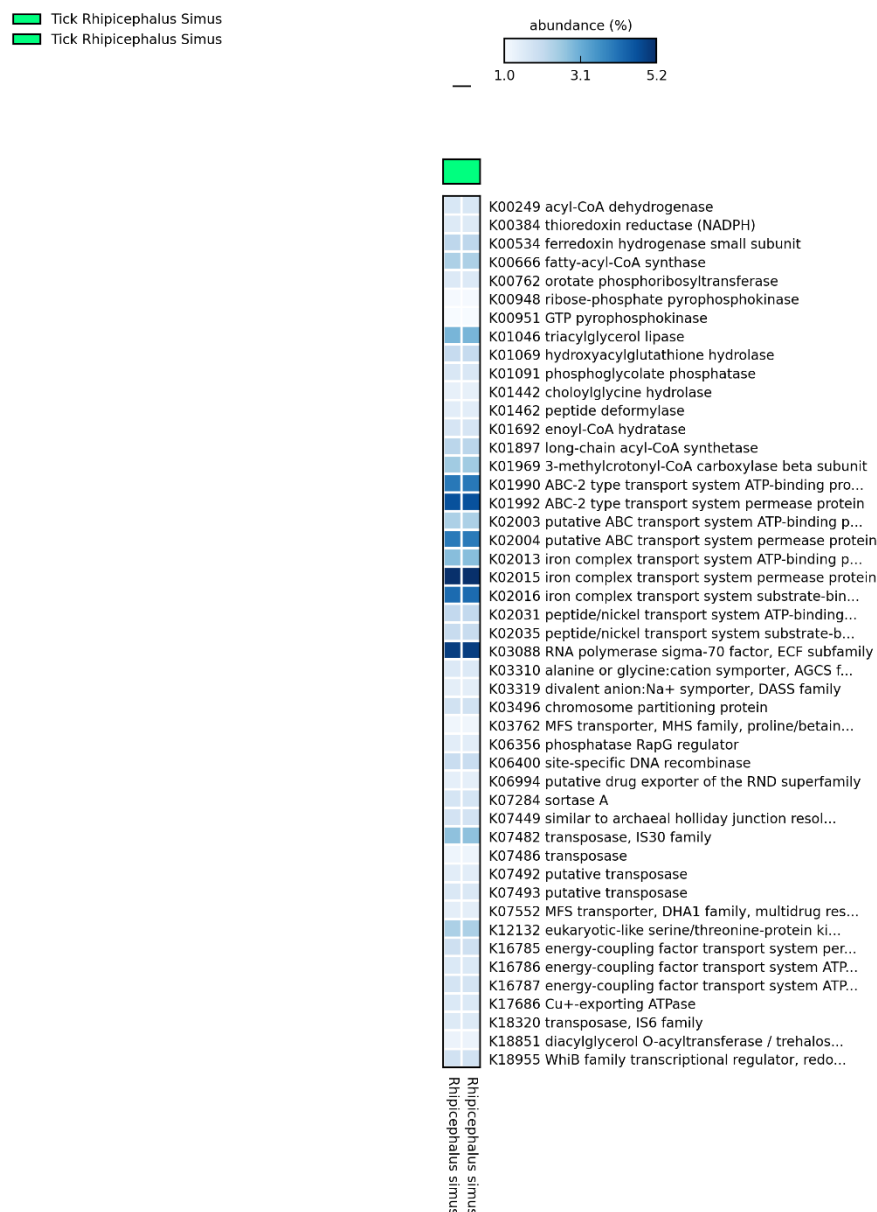 Tick Rhipicephalus Simus
Tick Rhipicephalus Simus
abundance (%)
1.0 3.1 5.2
K00249 acyl-CoA dehydrogenase
K00384 thioredoxin reductase (NADPH)
K00534 ferredoxin hydrogenase small subunit
K00666 fatty-acyl-CoA synthase
K00762 orotate phosphoribosyltransferase
K00948 ribose-phosphate pyrophosphokinase
K00951 GTP pyrophosphokinase
K01046 triacylglycerol lipase
K01069 hydroxyacylglutathione hydrolase
K01091 phosphoglycolate phosphatase
K01442 choloylglycine hydrolase
K01462 peptide deformylase
K01692 enoyl-CoA hydratase
K01897 long-chain acyl-CoA synthetase
K01969 3-methylcrotonyl-CoA carboxylase beta subunit
K01990 ABC-2 type transport system ATP-binding pro...
K01992 ABC-2 type transport system permease protein
K02003 putative ABC transport system ATP-binding p...
K02004 putative ABC transport system permease protein
K02013 iron complex transport system ATP-binding p...
K02015 iron complex transport system permease protein
K02016 iron complex transport system substrate-bin...
K02031 peptide/nickel transport system ATP-binding...
K02035 peptide/nickel transport system substrate-b...
K03088 RNA polymerase sigma-70 factor, ECF subfamily
K03310 alanine or glycine:cation symporter, AGCS f...
K03319 divalent anion:Na+ symporter, DASS family
K03496 chromosome partitioning protein
K03762 MFS transporter, MHS family, proline/betain...
K06356 phosphatase RapG regulator
K06400 site-specific DNA recombinase
K06994 putative drug exporter of the RND superfamily
K07284 sortase A
K07449 similar to archaeal holliday junction resol...
K07482 transposase, IS30 family
K07486 transposase
K07492 putative transposase
K07493 putative transposase
K07552 MFS transporter, DHA1 family, multidrug res...
K12132 eukaryotic-like serine/threonine-protein ki...
K16785 energy-coupling factor transport system per...
K16786 energy-coupling factor transport system ATP...
K16787 energy-coupling factor transport system ATP...
K17686 Cu+-exporting ATPase
K18320 transposase, IS6 family
K18851 diacylglycerol O-acyltransferase / trehalos...
K18955 WhiB family transcriptional regulator, redo...
Rhipicephalus simus
Rhipicephalus simus